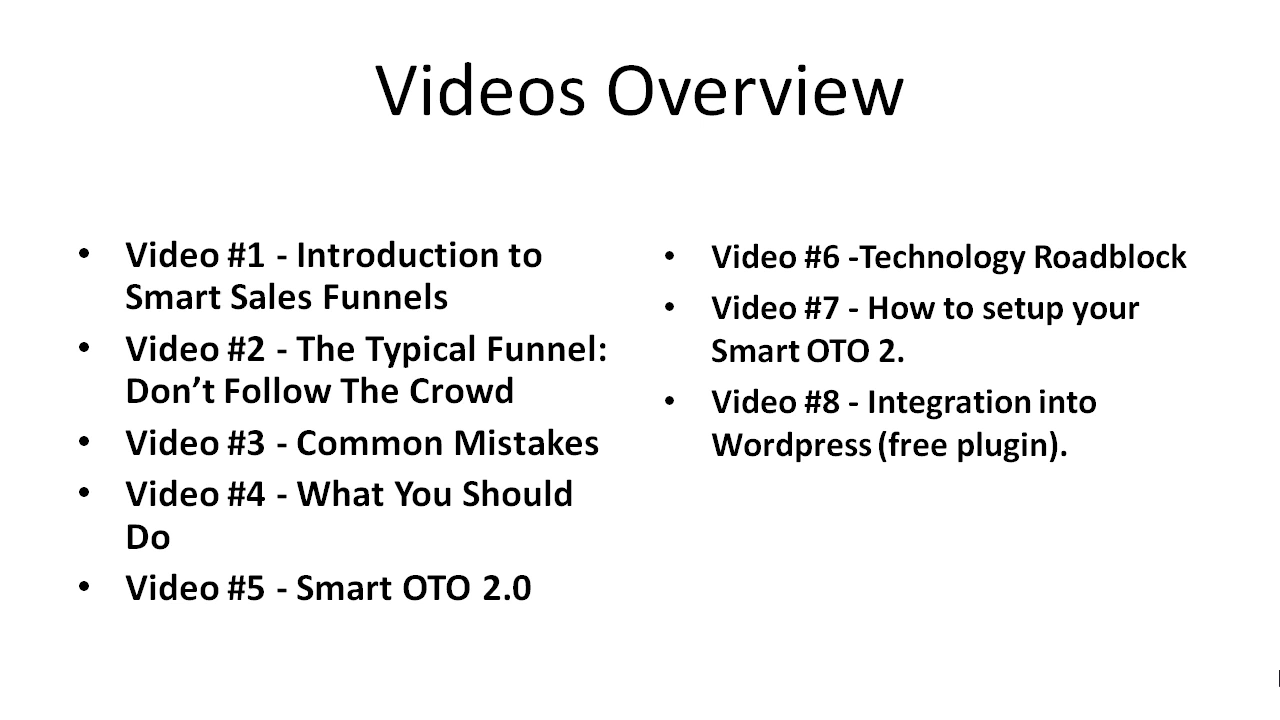 Videos Overview
• Video #1 - Introduction to
Smart Sales Funnels
• Video #2 - The Typical Funnel:
Don’t Follow The Crowd
• Video #3 - Common Mistakes
• Video #4 - What You Should
Do
• Video #5 - Smart OTO 2.0
• Video #6 -Technology Roadblock
• Video #7 - How to setup your
Smart OTO 2.
• Video #8 - Integration into
Wordpress (free plugin).